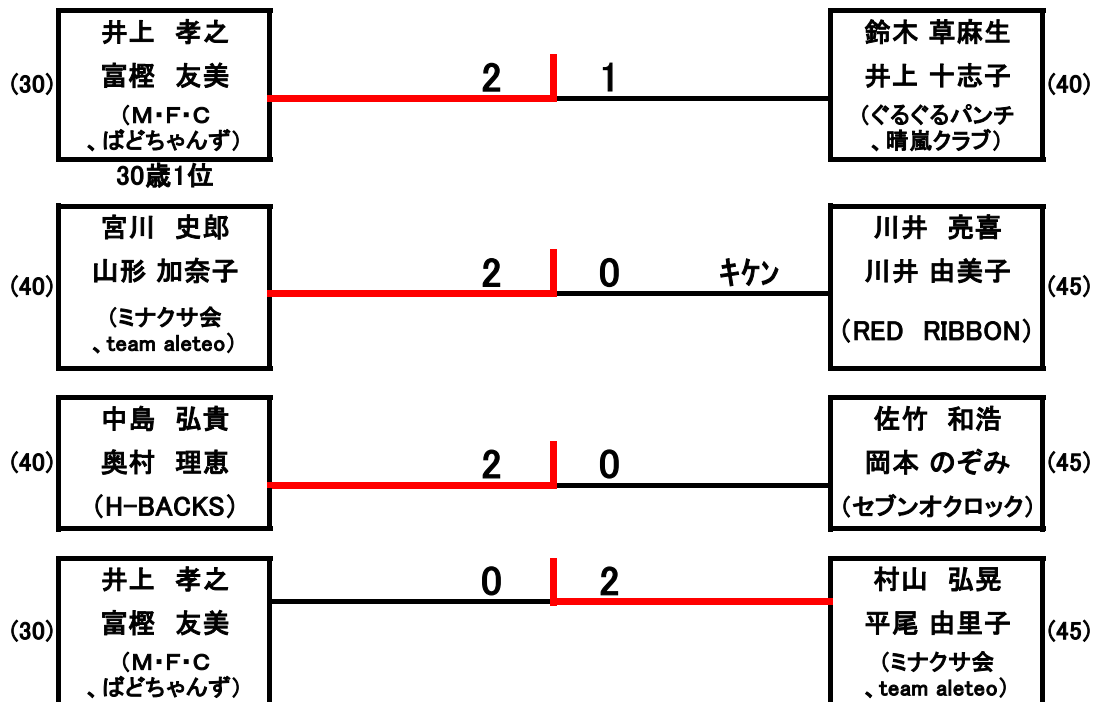 井上　孝之
富樫　友美
（M・F・C
、ばどちゃんず）
(30)
2
1
鈴木 草麻生
井上 十志子
（ぐるぐるパンチ
、晴嵐クラブ）
(40)
30歳1位
宮川　史郎
山形 加奈子
（ミナクサ会
、team aleteo）
(40)
2
0
キケン
川井　亮喜
川井 由美子
（RED　RIBBON）
(45)
中島　弘貴
奥村　理恵
（H-BACKS）
(40)
2
0
佐竹　和浩
岡本 のぞみ
（セブンオクロック）
(45)
井上　孝之
富樫　友美
（M・F・C
、ばどちゃんず）
(30)
0
2
村山　弘晃
平尾 由里子
（ミナクサ会
、team aleteo）
(45)